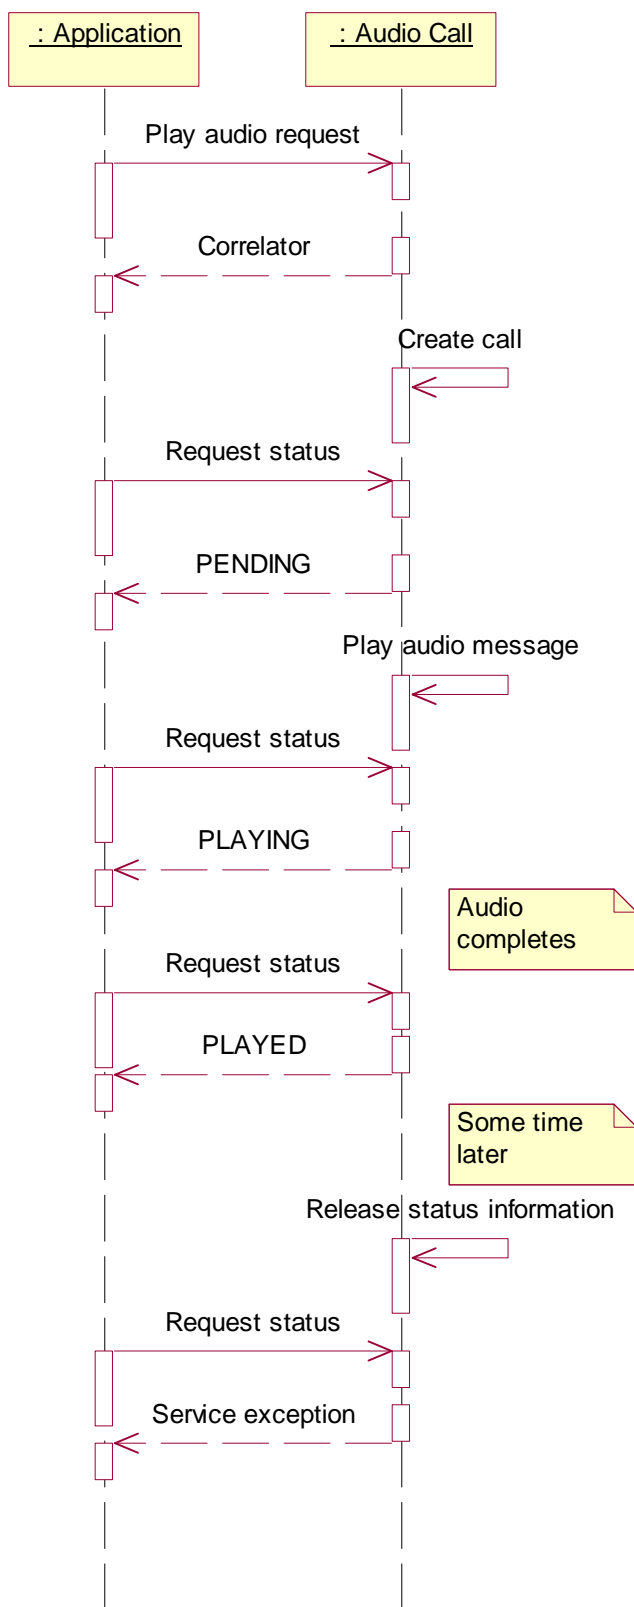 : Application
: Audio Call
Play audio request
Correlator
Create call
Request status
PENDING
Play audio message
Request status
PLAYING
Audio
completes
Request status
PLAYED
Some time
later
Release status information
Request status
Service exception